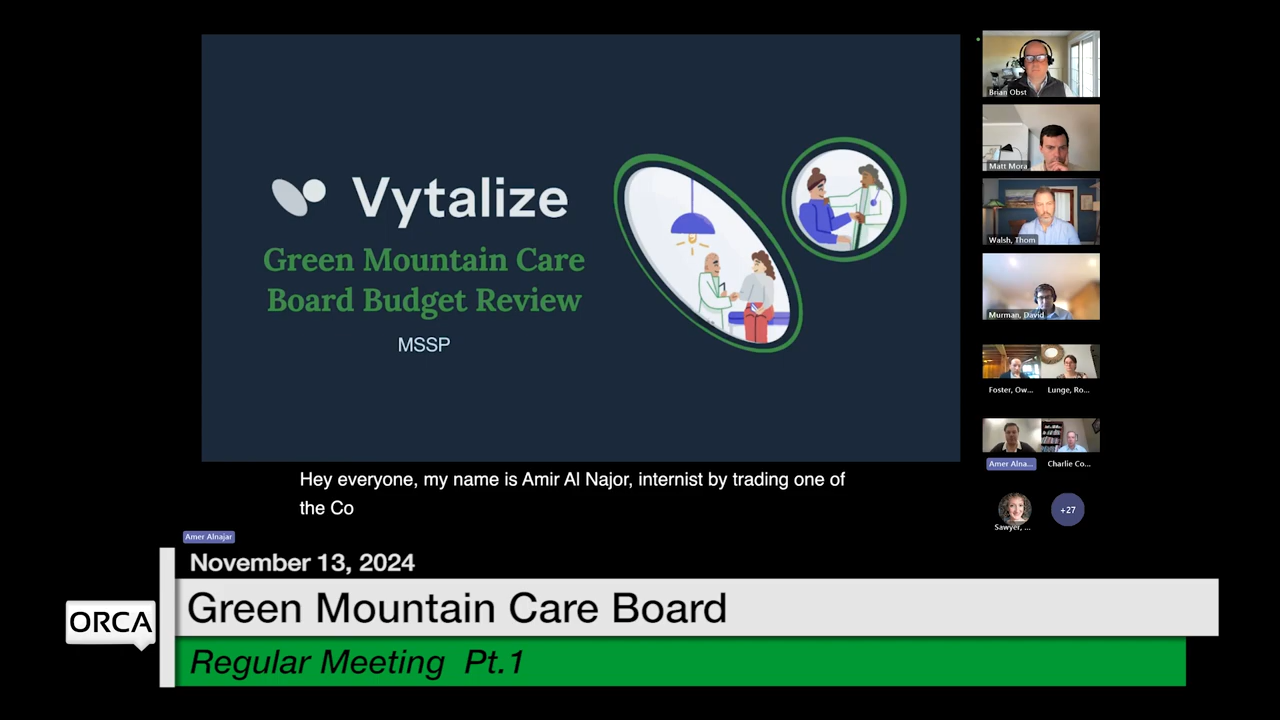 Vytalize
Green Mountain Care
Board Budget Review
MSSP
Brian Obst
Matt Mora
Walsh, Thom
Murman, David
Foster, Ow...
Lunge, Ro...
Amer Alna...
Charlie Co...
Sawyer, ...
+27
Hey everyone, my name is Amir Al Najor, internist by trading one of
the Co
Amer Alnajar
November 13, 2024
ORCA
Green Mountain Care Board
Regular Meeting Pt.1